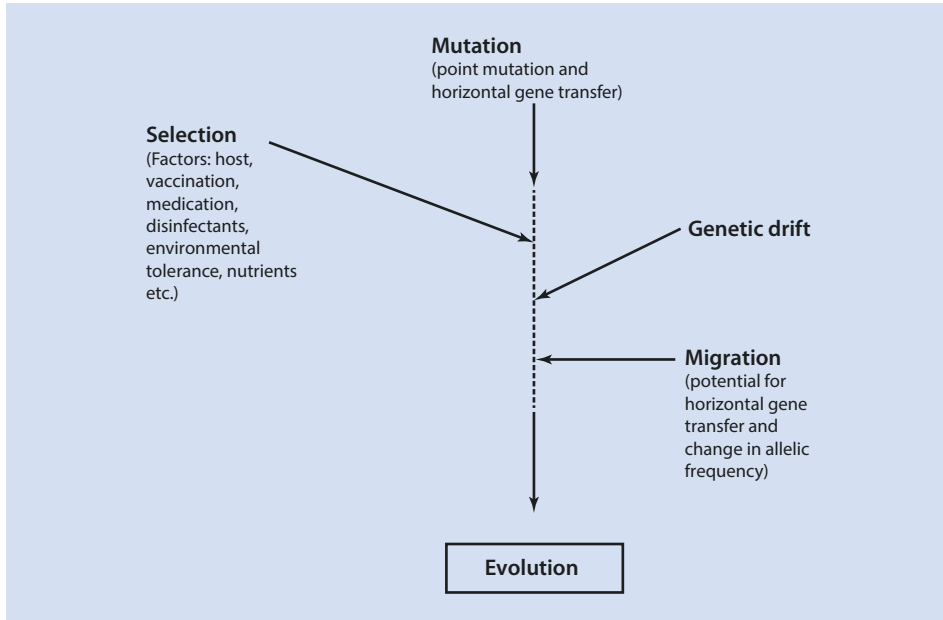 Mutation
(point mutation and
horizontal gene transfer)
Selection
(Factors: host,
vaccination,
medication,
disinfectants,
environmental
tolerance, nutrients
etc.)
Genetic drift
Migration
(potential for
horizontal gene
transfer and
change in allelic
frequency)
Evolution